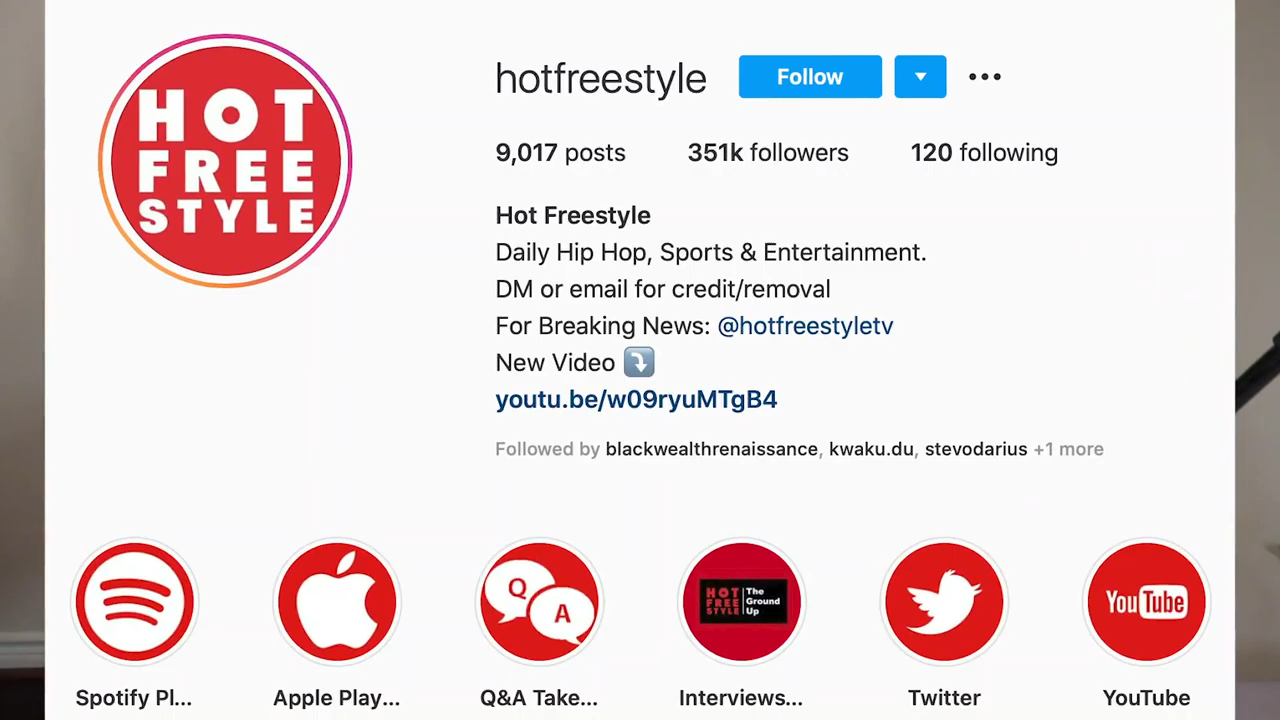 HOT
FREE
STYLE
hotfreestyle
Follow
9,017 posts 351k followers 120 following
Hot Freestyle
Daily Hip Hop, Sports & Entertainment.
DM or email for credit/removal
For Breaking News: @hotfreestyletv
New Video
youtu.be/w09ryuMTgB4
Followed by blackwealthrenaissance, kwaku.du, stevodarius +1 more
Q A
HOT FREE STYLE The Ground Up
YouTube
Spotify Pl... Apple Play... Q&A Take... Interviews... Twitter YouTube